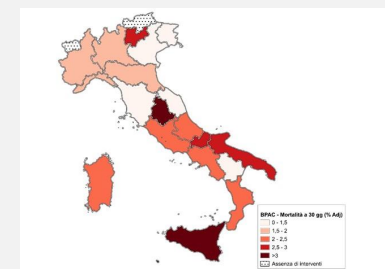 BPAC - Mortalità a 30 gg (% Adj)
0 - 1,5
1,5 - 2
2 - 2,5
2,5 - 3
>3
Assenza di interventi